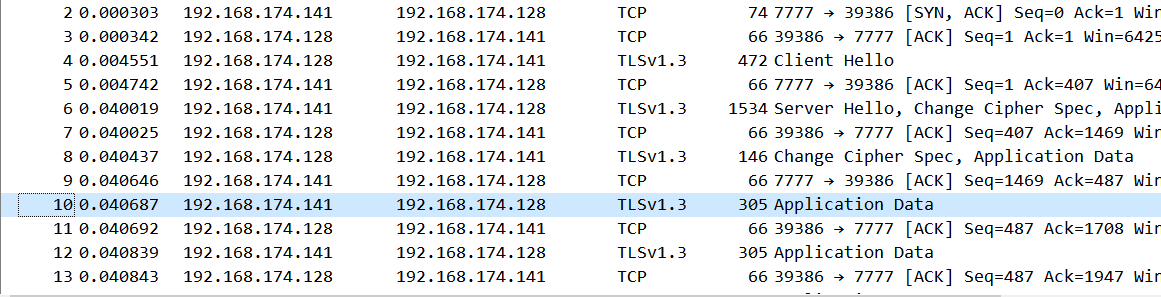 2 0.000303 192.168.174.141 192.168.174.128 TCP 74 7777 → 39386 [SYN, ACK] Seq=0 Ack=1 Win
3 0.000342 192.168.174.128 192.168.174.141 TCP 66 39386 → 7777 [ACK] Seq=1 Ack=1 Win=6425
4 0.004551 192.168.174.128 192.168.174.141 TLSv1.3 472 Client Hello
5 0.004742 192.168.174.141 192.168.174.128 TCP 66 7777 → 39386 [ACK] Seq=1 Ack=407 Win=64
6 0.040019 192.168.174.141 192.168.174.128 TLSv1.3 1534 Server Hello, Change Cipher Spec, Appli
7 0.040025 192.168.174.128 192.168.174.141 TCP 66 39386 → 7777 [ACK] Seq=407 Ack=1469 Win
8 0.040437 192.168.174.128 192.168.174.141 TLSv1.3 146 Change Cipher Spec, Application Data
9 0.040646 192.168.174.141 192.168.174.128 TCP 66 7777 → 39386 [ACK] Seq=1469 Ack=487 Win
10 0.040687 192.168.174.141 192.168.174.128 TLSv1.3 305 Application Data
11 0.040692 192.168.174.128 192.168.174.141 TCP 66 39386 → 7777 [ACK] Seq=487 Ack=1708 Win
12 0.040839 192.168.174.141 192.168.174.128 TLSv1.3 305 Application Data
13 0.040843 192.168.174.128 192.168.174.141 TCP 66 39386 → 7777 [ACK] Seq=487 Ack=1947 Win